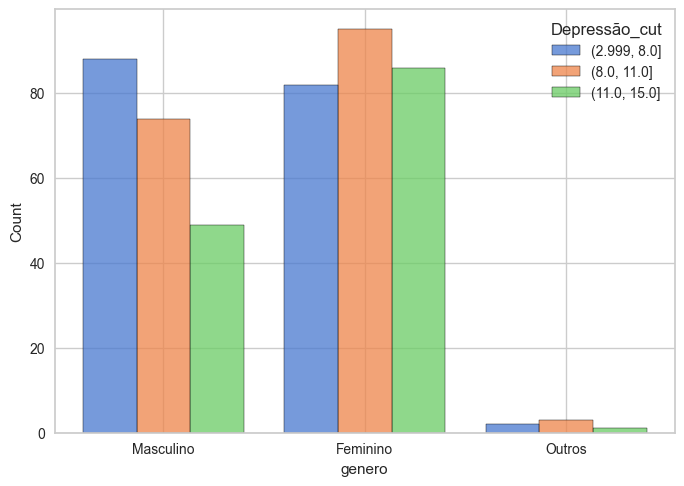 Depressão_cut
(2.999, 8.0]
(8.0, 11.0]
(11.0, 15.0]
80
60
40
20
0
Count
Masculino
Feminino
Outros
genero